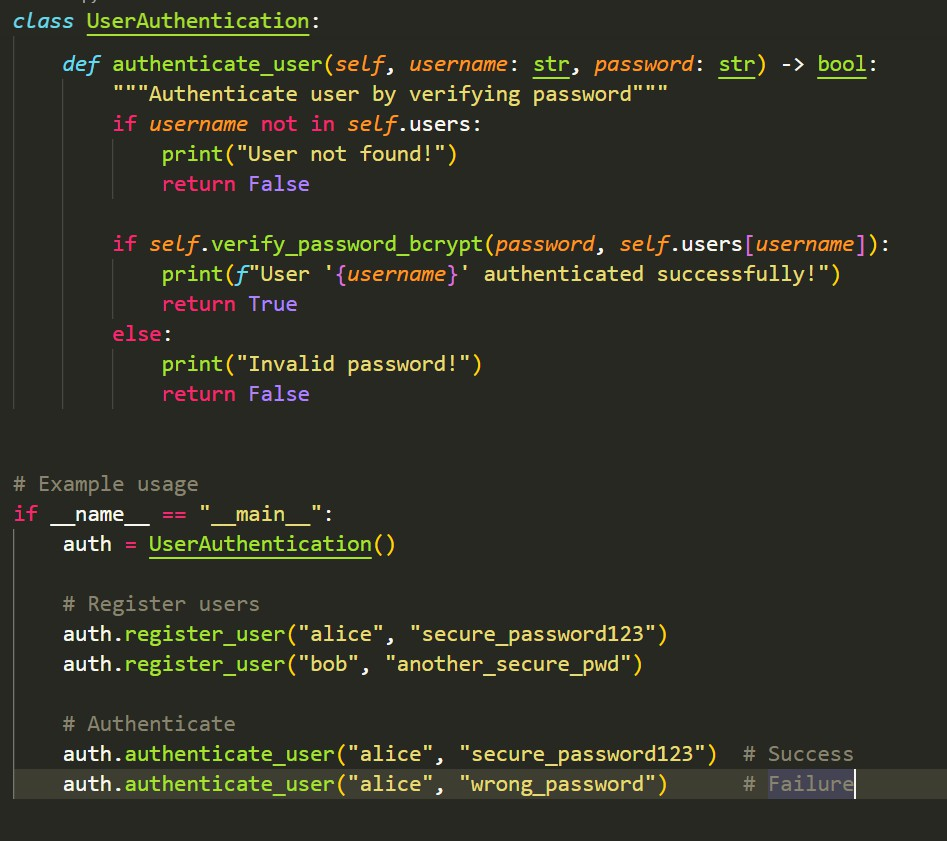 class UserAuthentication:
    def authenticate_user(self, username: str, password: str) -> bool:
        """Authenticate user by verifying password"""
        if username not in self.users:
            print("User not found!")
            return False

        if self.verify_password_bcrypt(password, self.users[username]):
            print(f"User '{username}' authenticated successfully!")
            return True
        else:
            print("Invalid password!")
            return False


# Example usage
if __name__ == "__main__":
    auth = UserAuthentication()

    # Register users
    auth.register_user("alice", "secure_password123")
    auth.register_user("bob", "another_secure_pwd")

    # Authenticate
    auth.authenticate_user("alice", "secure_password123")  # Success
    auth.authenticate_user("alice", "wrong_password")      # Failure